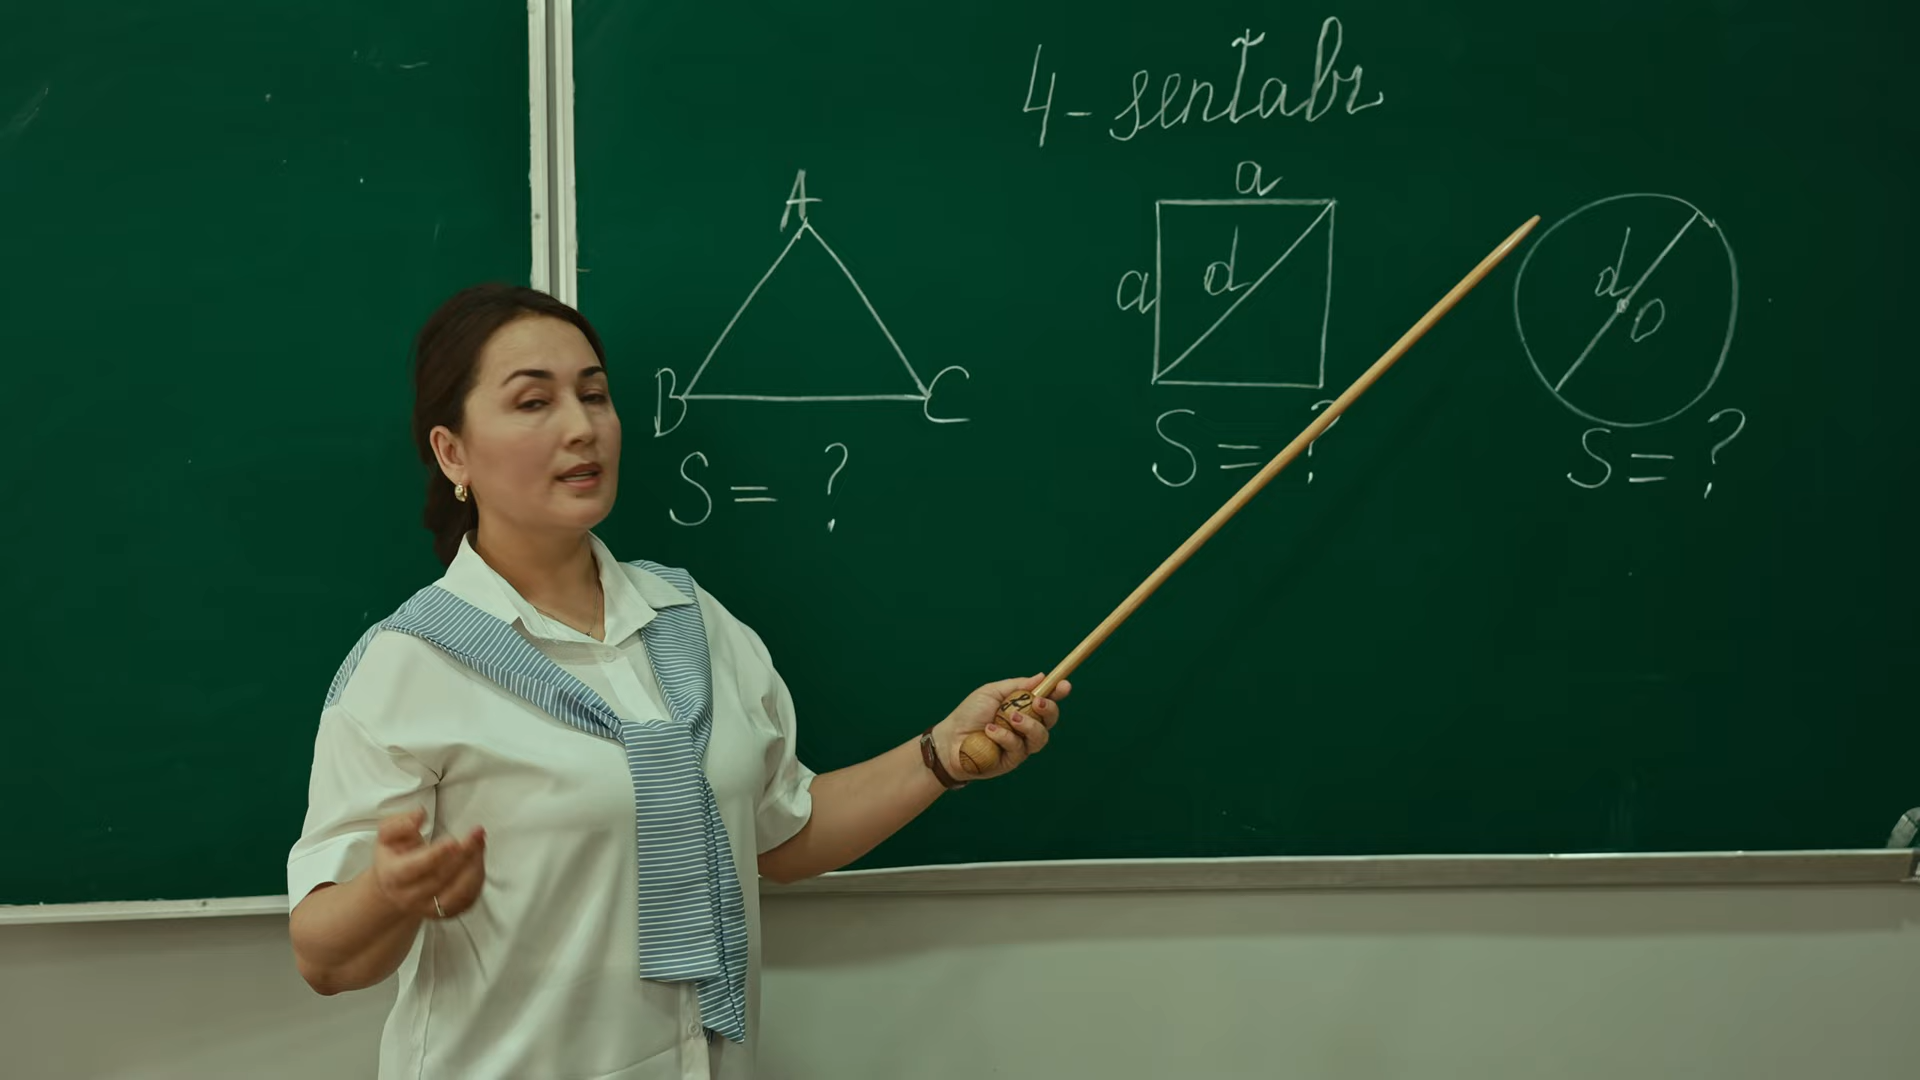 4-sentabr
A
B C
S = ?
a
a d
S = ?
d
O
S = ?